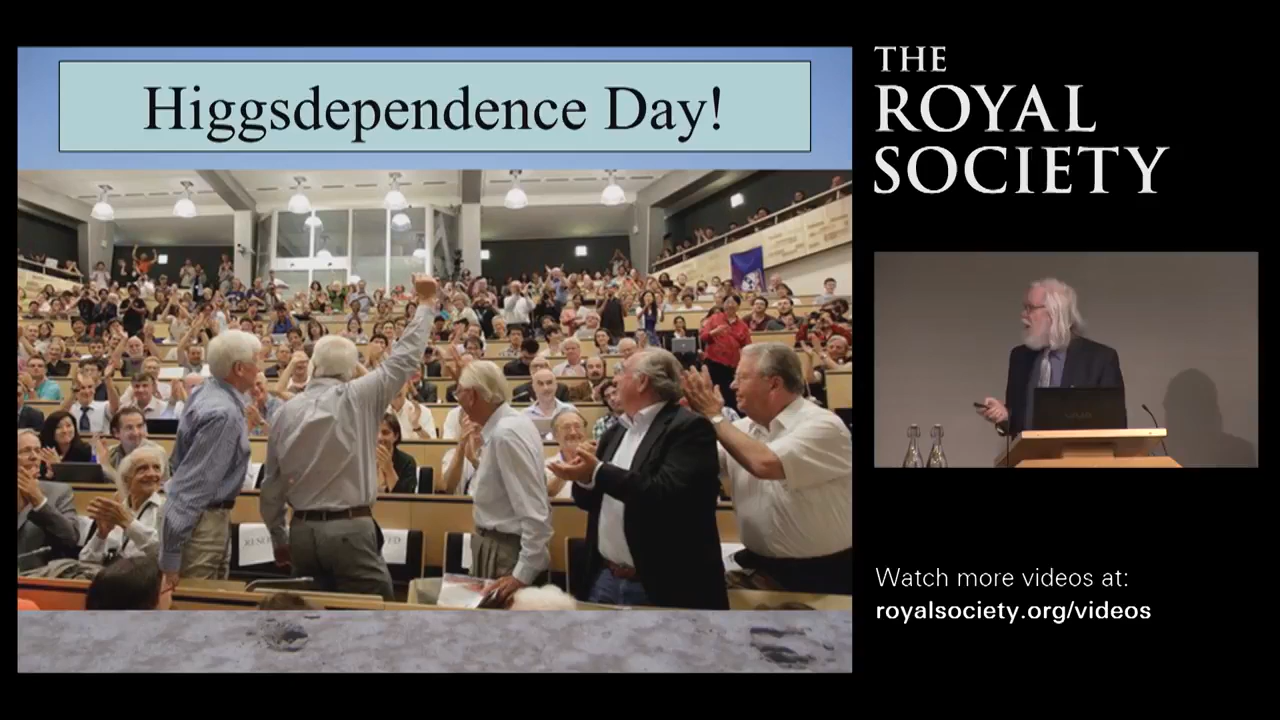 Higgsdependence Day!
THE
ROYAL
SOCIETY
Watch more videos at:
royalsociety.org/videos